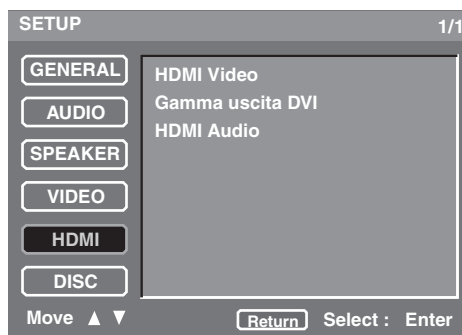 SETUP 1/1
GENERAL
AUDIO
SPEAKER
VIDEO
HDMI
DISC
HDMI Video
Gamma uscita DVI
HDMI Audio
Move ▲ ▼ Return Select : Enter